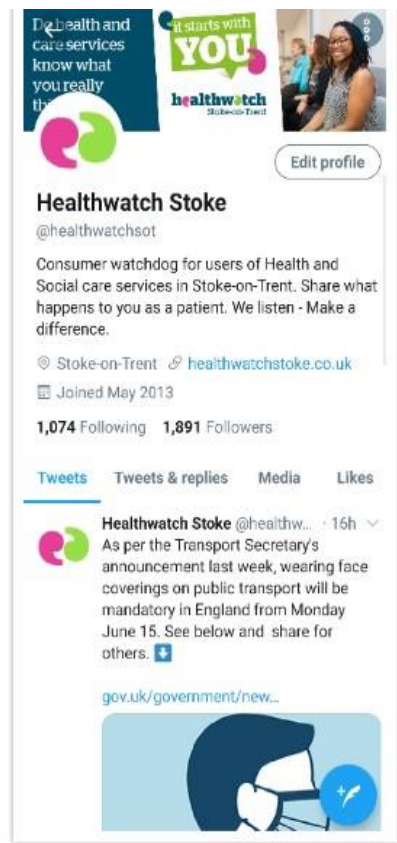 Do health and
care services
know what
you really
it starts with
YOU
healthwatch
Stoke-on-Trent
Edit profile
Healthwatch Stoke
@healthwatchsot
Consumer watchdog for users of Health and
Social care services in Stoke-on-Trent. Share what
happens to you as a patient. We listen - Make a
difference.
Stoke-on-Trent healthwatchstoke.co.uk
Joined May 2013
1,074 Following 1,891 Followers
Tweets Tweets & replies Media Likes
Healthwatch Stoke @healthw... · 16h
As per the Transport Secretary's
announcement last week, wearing face
coverings on public transport will be
mandatory in England from Monday
June 15. See below and share for
others.
gov.uk/government/new...